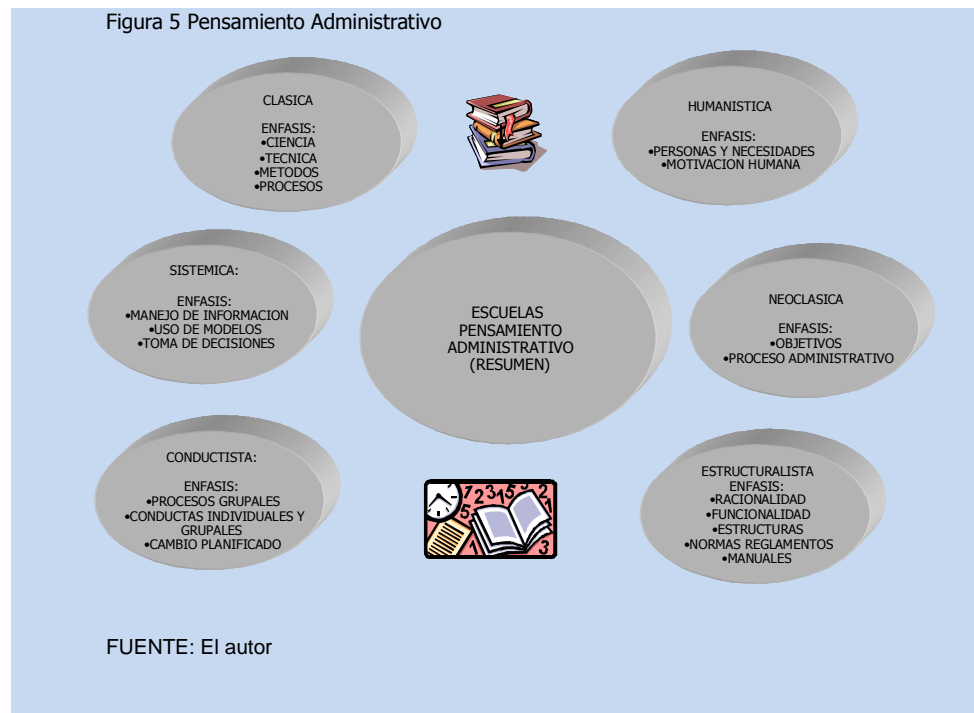 Figura 5 Pensamiento Administrativo
CLASICA
ENFASIS:
•CIENCIA
•TECNICA
•METODOS
•PROCESOS
HUMANISTICA
ENFASIS:
•PERSONAS Y NECESIDADES
•MOTIVACION HUMANA
SISTEMICA:
ENFASIS:
•MANEJO DE INFORMACION
•USO DE MODELOS
•TOMA DE DECISIONES
ESCUELAS
PENSAMIENTO
ADMINISTRATIVO
(RESUMEN)
NEOCLASICA
ENFASIS:
•OBJETIVOS
•PROCESO ADMINISTRATIVO
CONDUCTISTA:
ENFASIS:
•PROCESOS GRUPALES
•CONDUCTAS INDIVIDUALES Y
GRUPALES
•CAMBIO PLANIFICADO
ESTRUCTURALISTA
ENFASIS:
•RACIONALIDAD
•FUNCIONALIDAD
•ESTRUCTURAS
•NORMAS REGLAMENTOS
•MANUALES
FUENTE: El autor